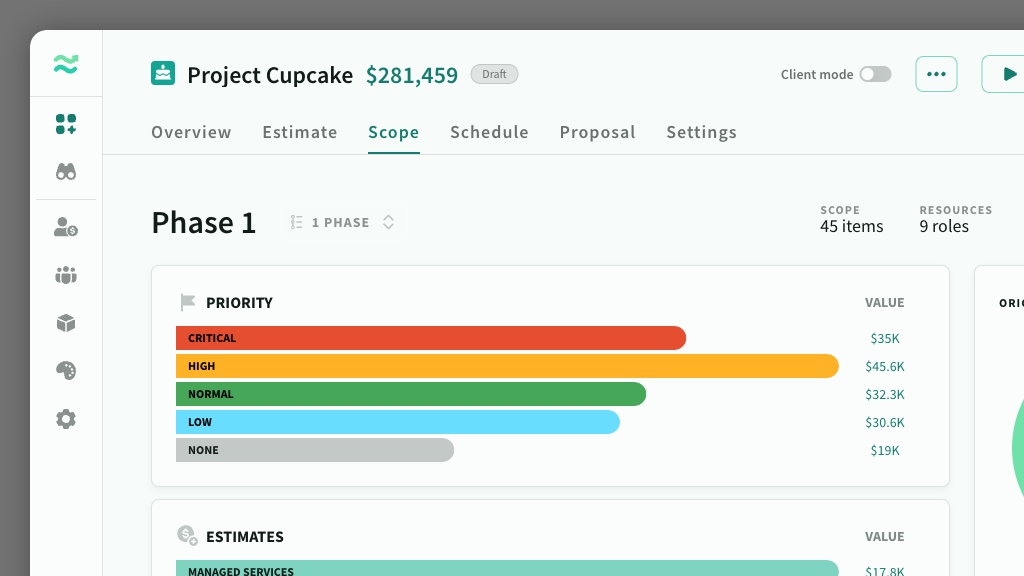 Project Cupcake $281,459 Draft
Client mode
Overview Estimate Scope Schedule Proposal Settings
Phase 1 1 PHASE
SCOPE RESOURCES
45 items 9 roles
PRIORITY VALUE
CRITICAL $35K
HIGH $45.6K
NORMAL $32.3K
LOW $30.6K
NONE $19K
ESTIMATES VALUE
MANAGED SERVICES $17.8K